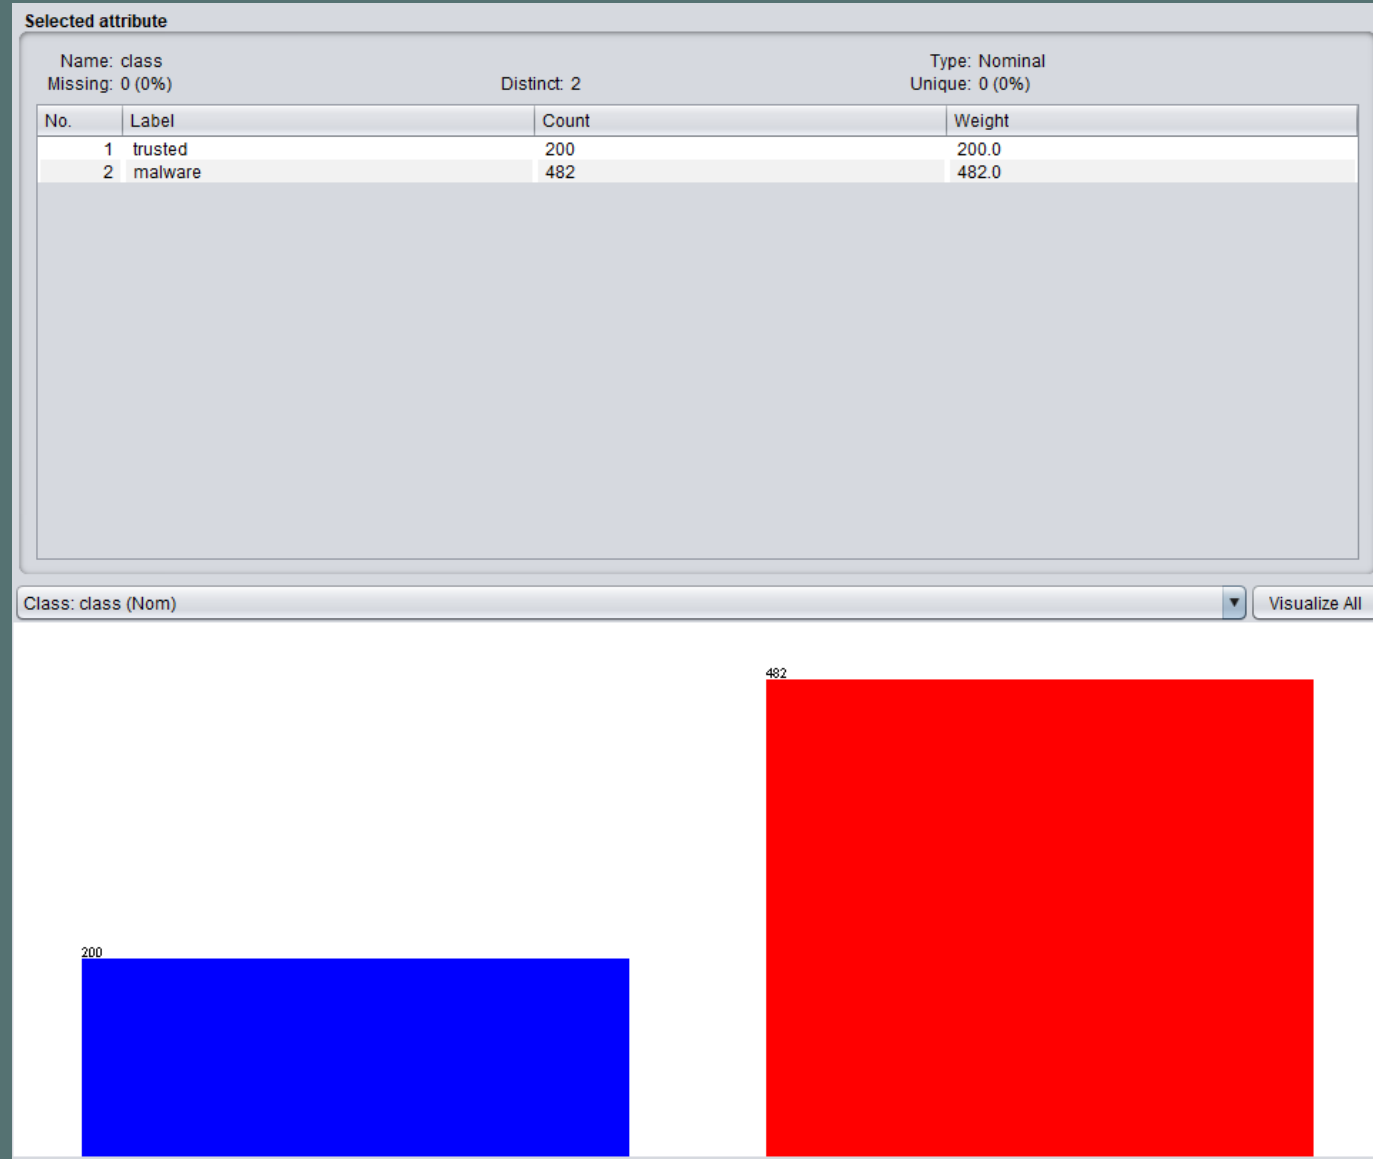 Selected attribute
Name: class Type: Nominal
Missing: 0 (0%) Distinct: 2 Unique: 0 (0%)
No. Label Count Weight
1 trusted 200 200.0
2 malware 482 482.0
Class: class (Nom) Visualize All
482
200